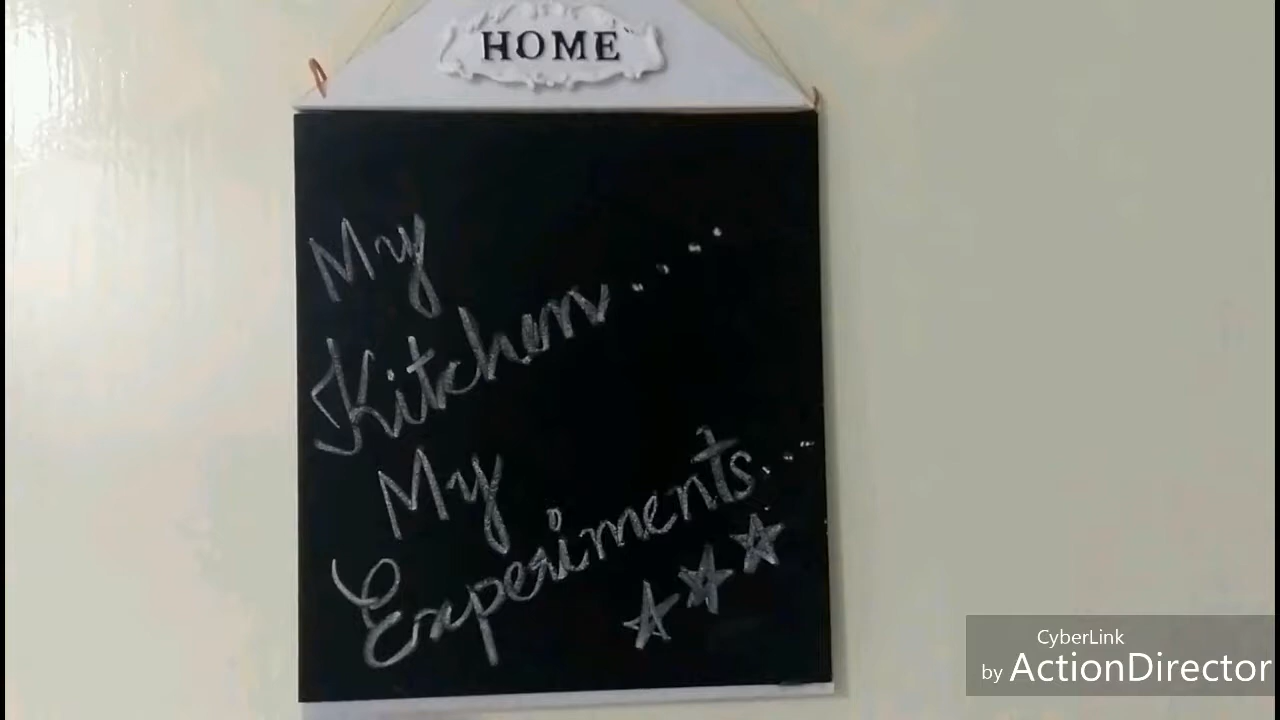 HOME
My
Kitchen....
My
Experiments...
CyberLink
by ActionDirector